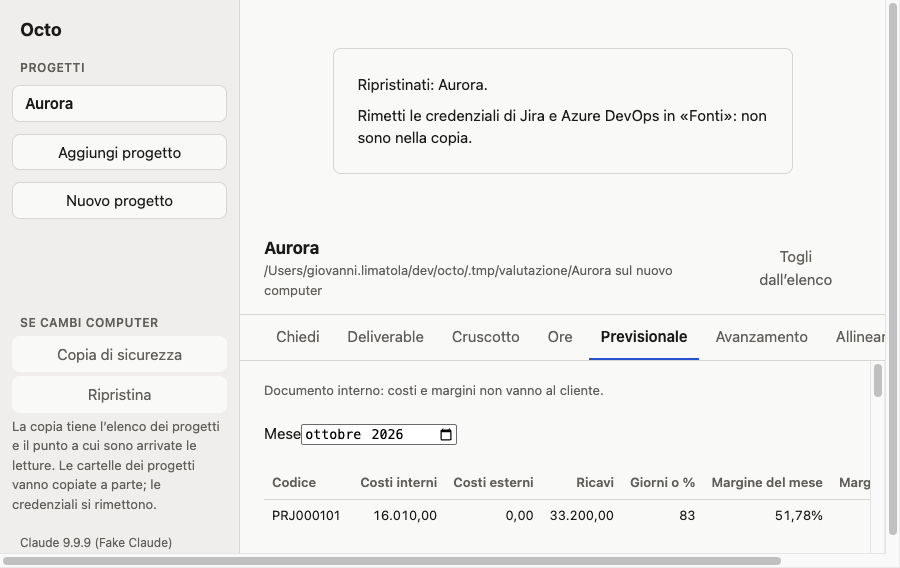 Octo
PROGETTI
Aurora
Aggiungi progetto
Nuovo progetto
SE CAMBI COMPUTER
Copia di sicurezza
Ripristina
La copia tiene l'elenco dei progetti
e il punto a cui sono arrivate le
letture. Le cartelle dei progetti
vanno copiate a parte; le
credenziali si rimettono.
Claude 9.9.9 (Fake Claude)
Ripristinati: Aurora.
Rimetti le credenziali di Jira e Azure DevOps in «Fonti»: non
sono nella copia.
Aurora
/Users/giovanni.limatola/dev/octo/.tmp/valutazione/Aurora sul nuovo
computer
Togli
dall'elenco
Chiedi Deliverable Cruscotto Ore Previsionale Avanzamento Allinear
Documento interno: costi e margini non vanno al cliente.
Mese ottobre 2026
Codice Costi interni Costi esterni Ricavi Giorni o % Margine del mese Marg
PRJ000101 16.010,00 0,00 33.200,00 83 51,78%